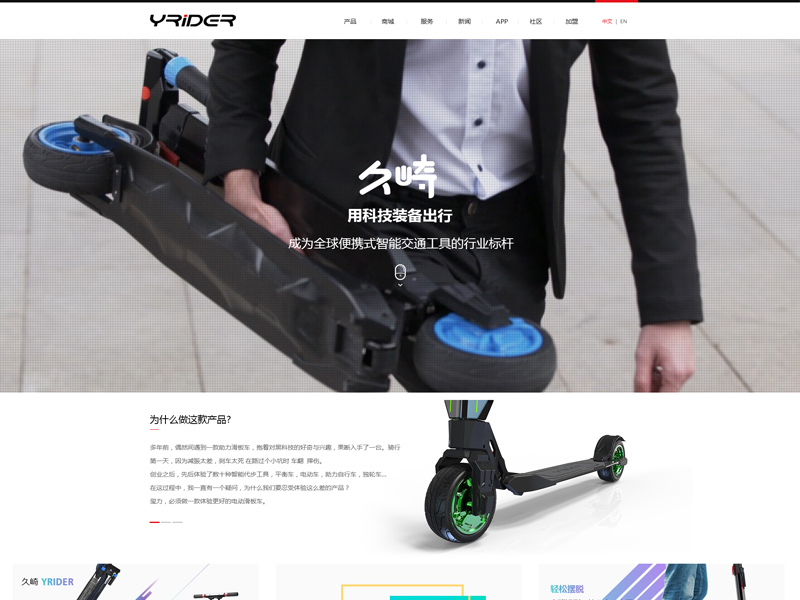 YRIDER
产品 商城 服务 新闻 APP 社区 加盟 中文 | EN
久崎
用科技装备出行
成为全球便携式智能交通工具的行业标杆
为什么做这款产品?
多年前，偶然间遇到一款助力滑板车，抱着对黑科技的好奇与兴趣，果断入手了一台。骑行
第一天，因为减振太差，刹车太死 在路过个小坑时 车翻 摔伤。
创业之后，先后体验了数十种智能代步工具，平衡车，电动车，助力自行车，独轮车...
在这过程中，我一直有一个疑问，为什么我们要忍受体验这么差的产品？
望力，必须做一款体验更好的电动滑板车。
久崎 YRIDER
轻松摆脱